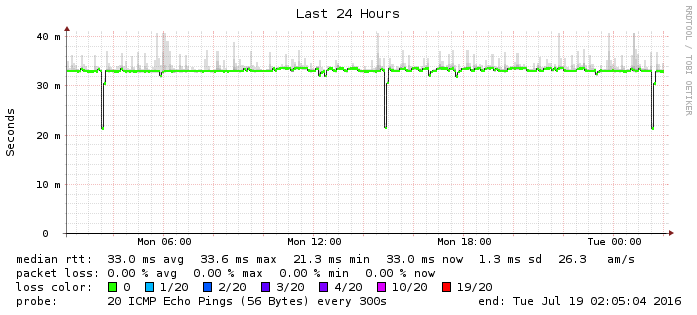 Last 24 Hours
RRDTOOL / TOBI OETIKER
Seconds
40 m
30 m
20 m
10 m
0
Mon 06:00 Mon 12:00 Mon 18:00 Tue 00:00
median rtt: 33.0 ms avg 33.6 ms max 21.3 ms min 33.0 ms now 1.3 ms sd 26.3 am/s
packet loss: 0.00 % avg 0.00 % max 0.00 % min 0.00 % now
loss color: 0 1/20 2/20 3/20 4/20 10/20 19/20
probe: 20 ICMP Echo Pings (56 Bytes) every 300s end: Tue Jul 19 02:05:04 2016